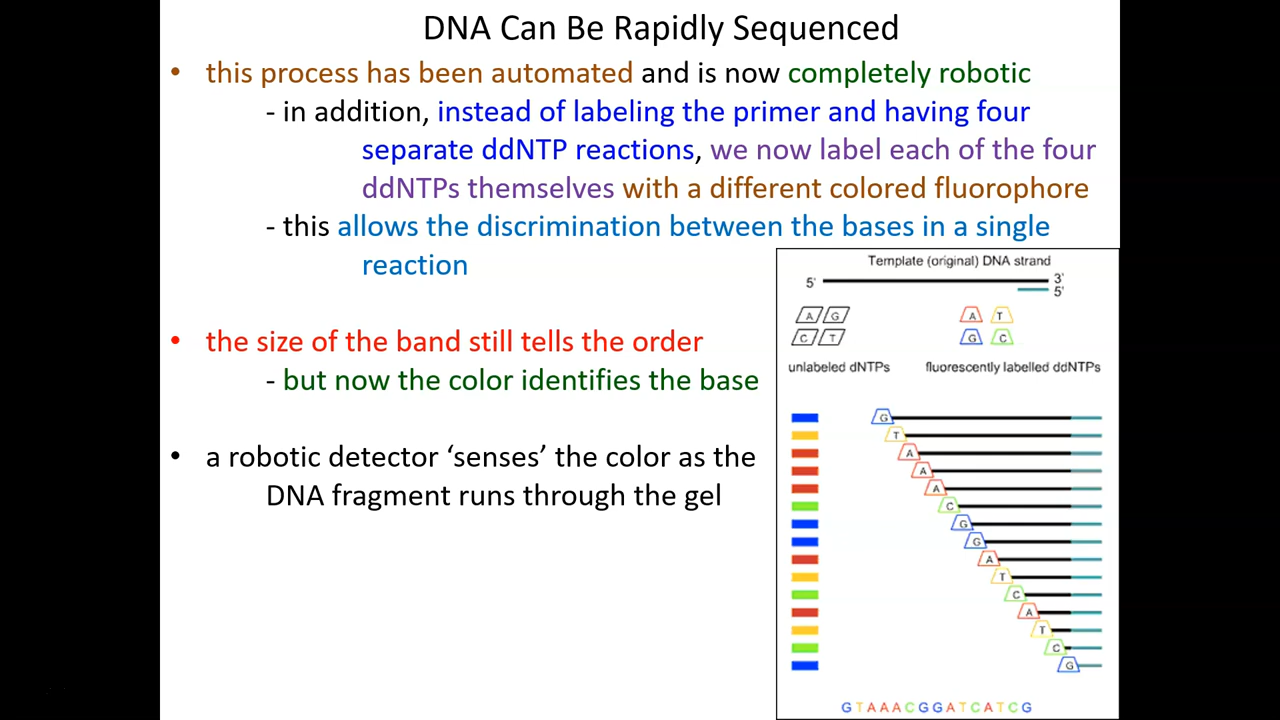 DNA Can Be Rapidly Sequenced
• this process has been automated and is now completely robotic
- in addition, instead of labeling the primer and having four
separate ddNTP reactions, we now label each of the four
ddNTPs themselves with a different colored fluorophore
- this allows the discrimination between the bases in a single
reaction
• the size of the band still tells the order
- but now the color identifies the base
• a robotic detector ‘senses’ the color as the
DNA fragment runs through the gel
Template (original) DNA strand
5' 3'
5'
A G A T
C T G C
unlabeled dNTPs fluorescently labelled ddNTPs
G
T
A
A
A
C
G
G
A
T
C
A
T
C
G
GTAAACGGATCATCG